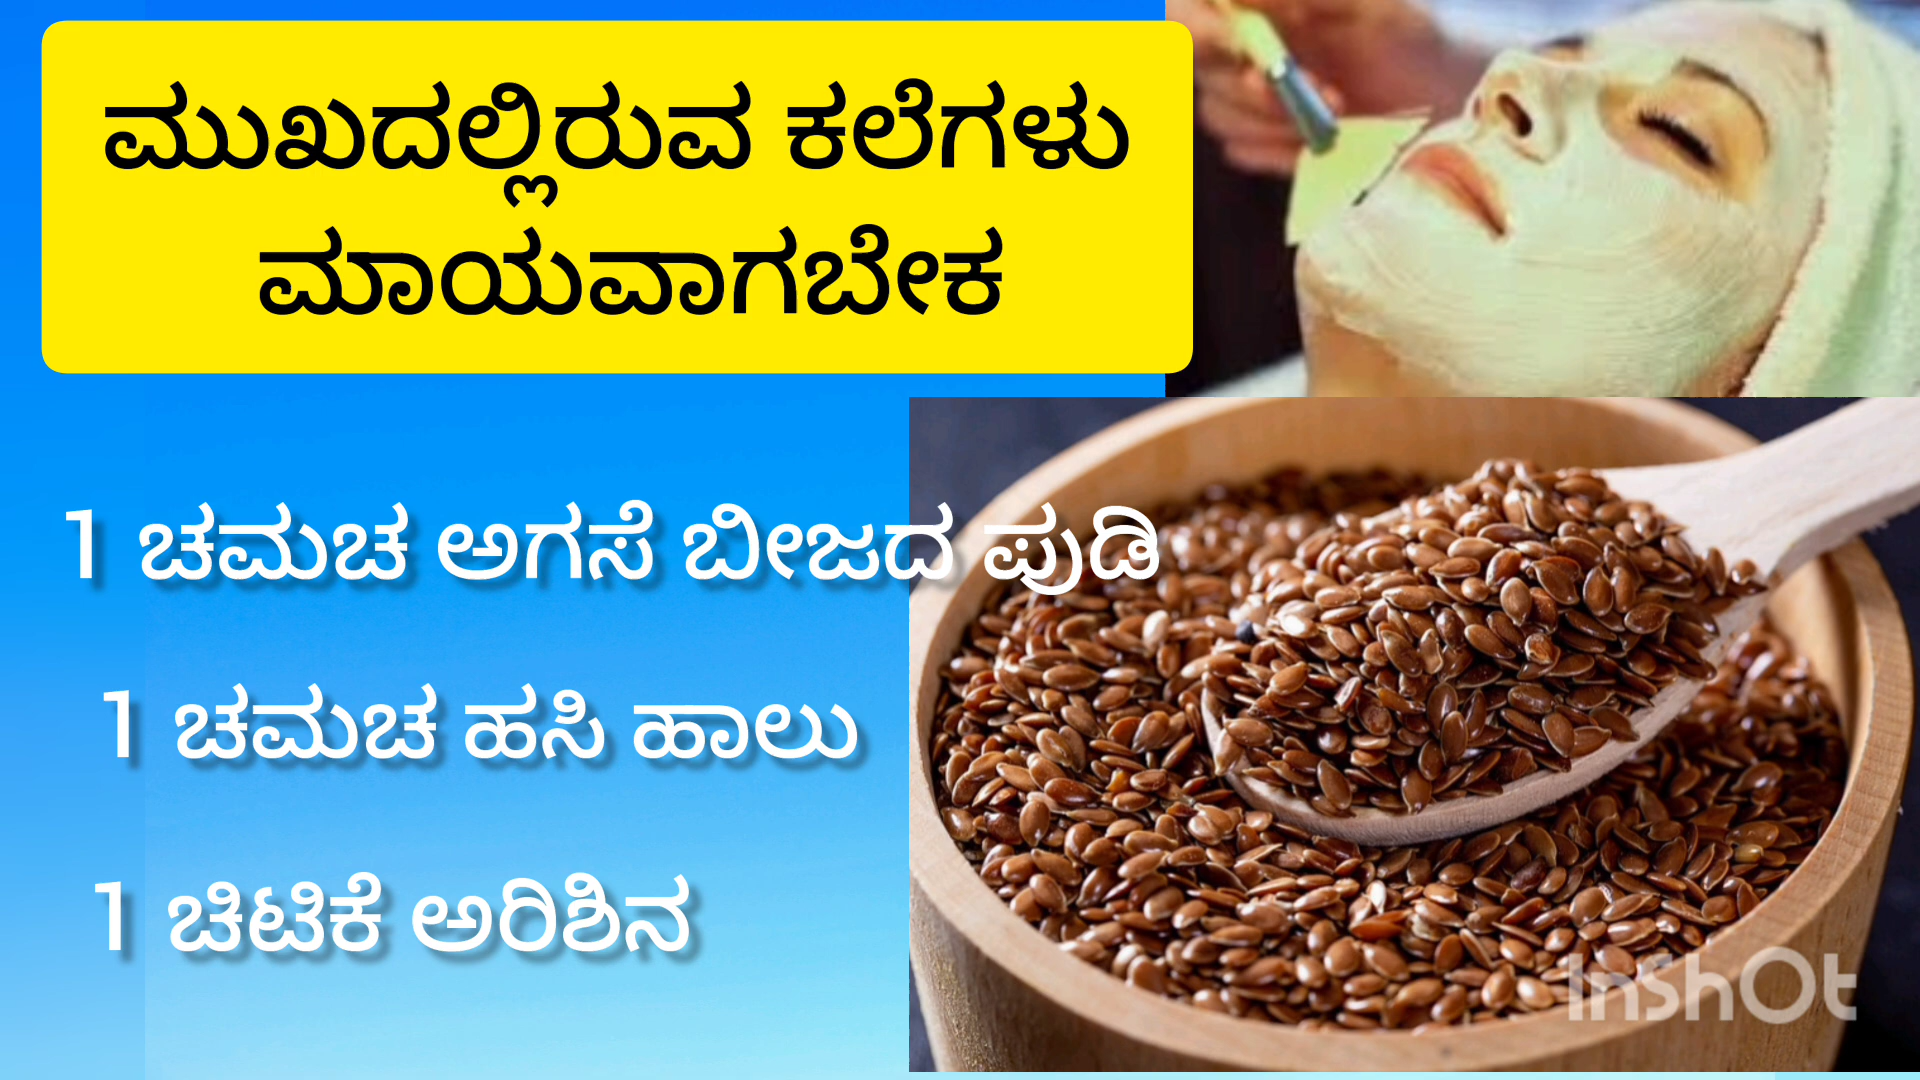 ಮುಖದಲ್ಲಿರುವ ಕಲೆಗಳು
ಮಾಯವಾಗಬೇಕ
1 ಚಮಚ ಅಗಸೆ ಬೀಜದ ಪುಡಿ
1 ಚಮಚ ಹಸಿ ಹಾಲು
1 ಚಿಟಿಕೆ ಅರಿಶಿನ
InShOt